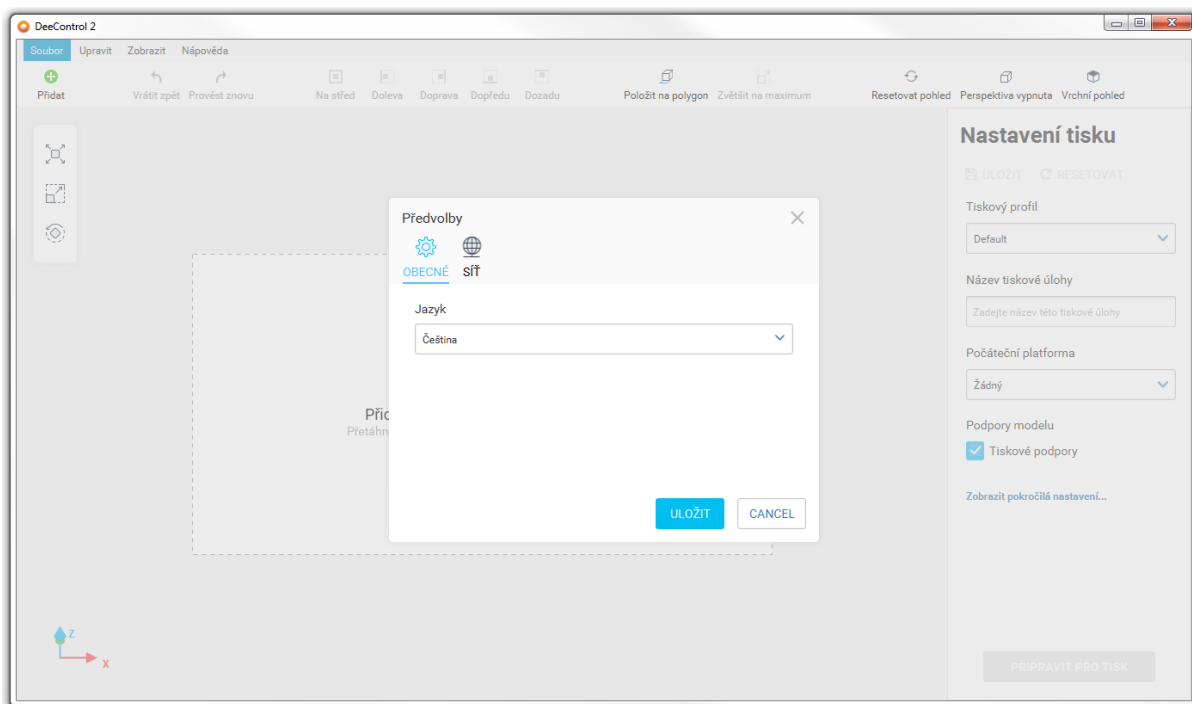 DeeControl 2
Soubor Upravit Zobrazit Nápověda
Přidat Vrátit zpět Provést znovu Na střed Doleva Doprava Dopředu Dozadu Položit na polygon Zvětšit na maximum Resetovat pohled Perspektiva vypnuta Vrchní pohled
Nastavení tisku
ULOŽIT RESETOVAT
Tiskový profil
Default
Název tiskové úlohy
Zadejte název této tiskové úlohy
Počáteční platforma
Žádný
Podpory modelu
Tiskové podpory
Zobrazit pokročilá nastavení...
PŘIPRAVIT PRO TISK
Předvolby
OBECNÉ SÍŤ
Jazyk
Čeština
ULOŽIT CANCEL
Přetáhn
Z
X